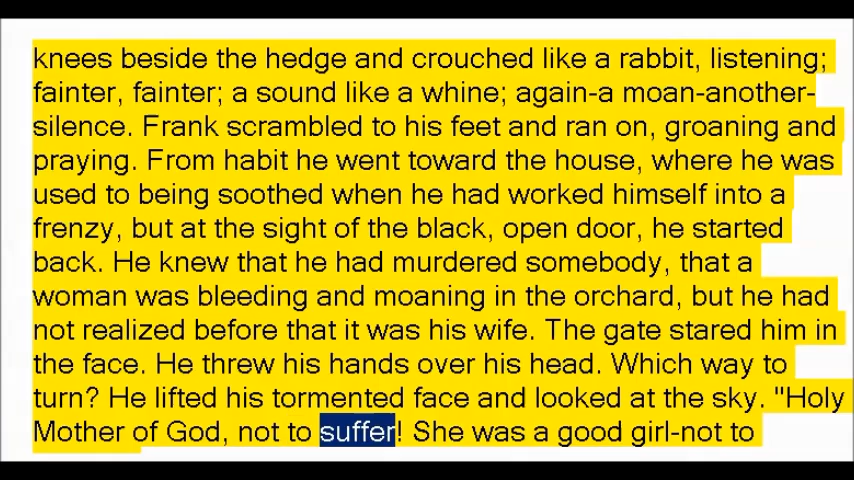 knees beside the hedge and crouched like a rabbit, listening;
fainter, fainter; a sound like a whine; again-a moan-another-
silence. Frank scrambled to his feet and ran on, groaning and
praying. From habit he went toward the house, where he was
used to being soothed when he had worked himself into a
frenzy, but at the sight of the black, open door, he started
back. He knew that he had murdered somebody, that a
woman was bleeding and moaning in the orchard, but he had
not realized before that it was his wife. The gate stared him in
the face. He threw his hands over his head. Which way to
turn? He lifted his tormented face and looked at the sky. "Holy
Mother of God, not to suffer! She was a good girl-not to